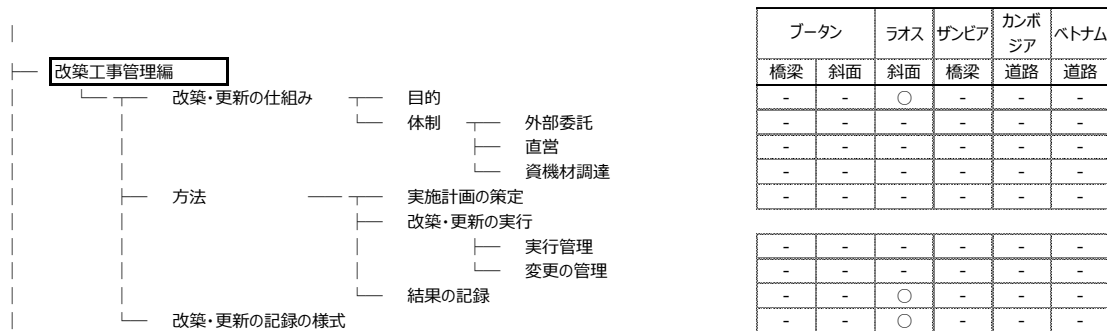 ブータン ラオス ザンビア カンボジア ベトナム
改築工事管理編 橋梁 斜面 斜面 橋梁 道路 道路
改築・更新の仕組み 目的 - - ○ - - -
体制 外部委託 - - - - - -
直営 - - - - - -
資機材調達 - - - - - -
方法 実施計画の策定 - - - - - -
改築・更新の実行
実行管理 - - - - - -
変更の管理 - - - - - -
結果の記録 - - ○ - - -
改築・更新の記録の様式 - - ○ - - -